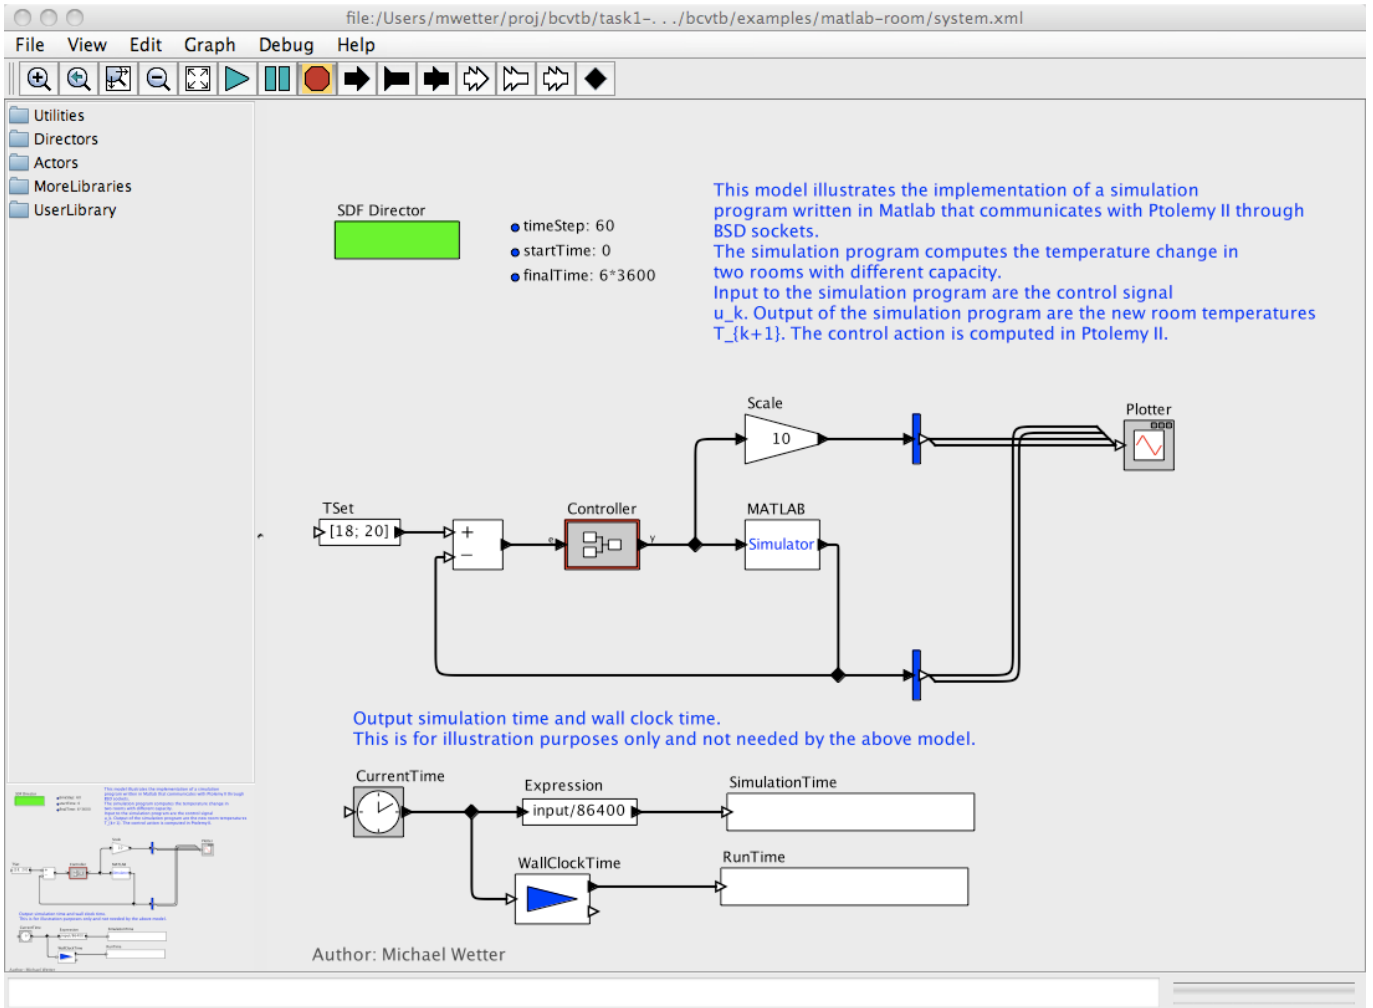 file:/Users/mwetter/proj/bcvtb/task1-. . ./bcvtb/examples/matlab-room/system.xml
File View Edit Graph Debug Help
Utilities
Directors
Actors
MoreLibraries
UserLibrary
SDF Director
timeStep: 60
startTime: 0
finalTime: 6*3600
This model illustrates the implementation of a simulation
program written in Matlab that communicates with Ptolemy II through
BSD sockets.
The simulation program computes the temperature change in
two rooms with different capacity.
Input to the simulation program are the control signal
u_k. Output of the simulation program are the new room temperatures
T_{k+1}. The control action is computed in Ptolemy II.
Scale
10
Plotter
TSet
[18; 20]
+
−
e
Controller
y
MATLAB
Simulator
Output simulation time and wall clock time.
This is for illustration purposes only and not needed by the above model.
CurrentTime
Expression
input/86400
SimulationTime
WallClockTime
RunTime
Author: Michael Wetter